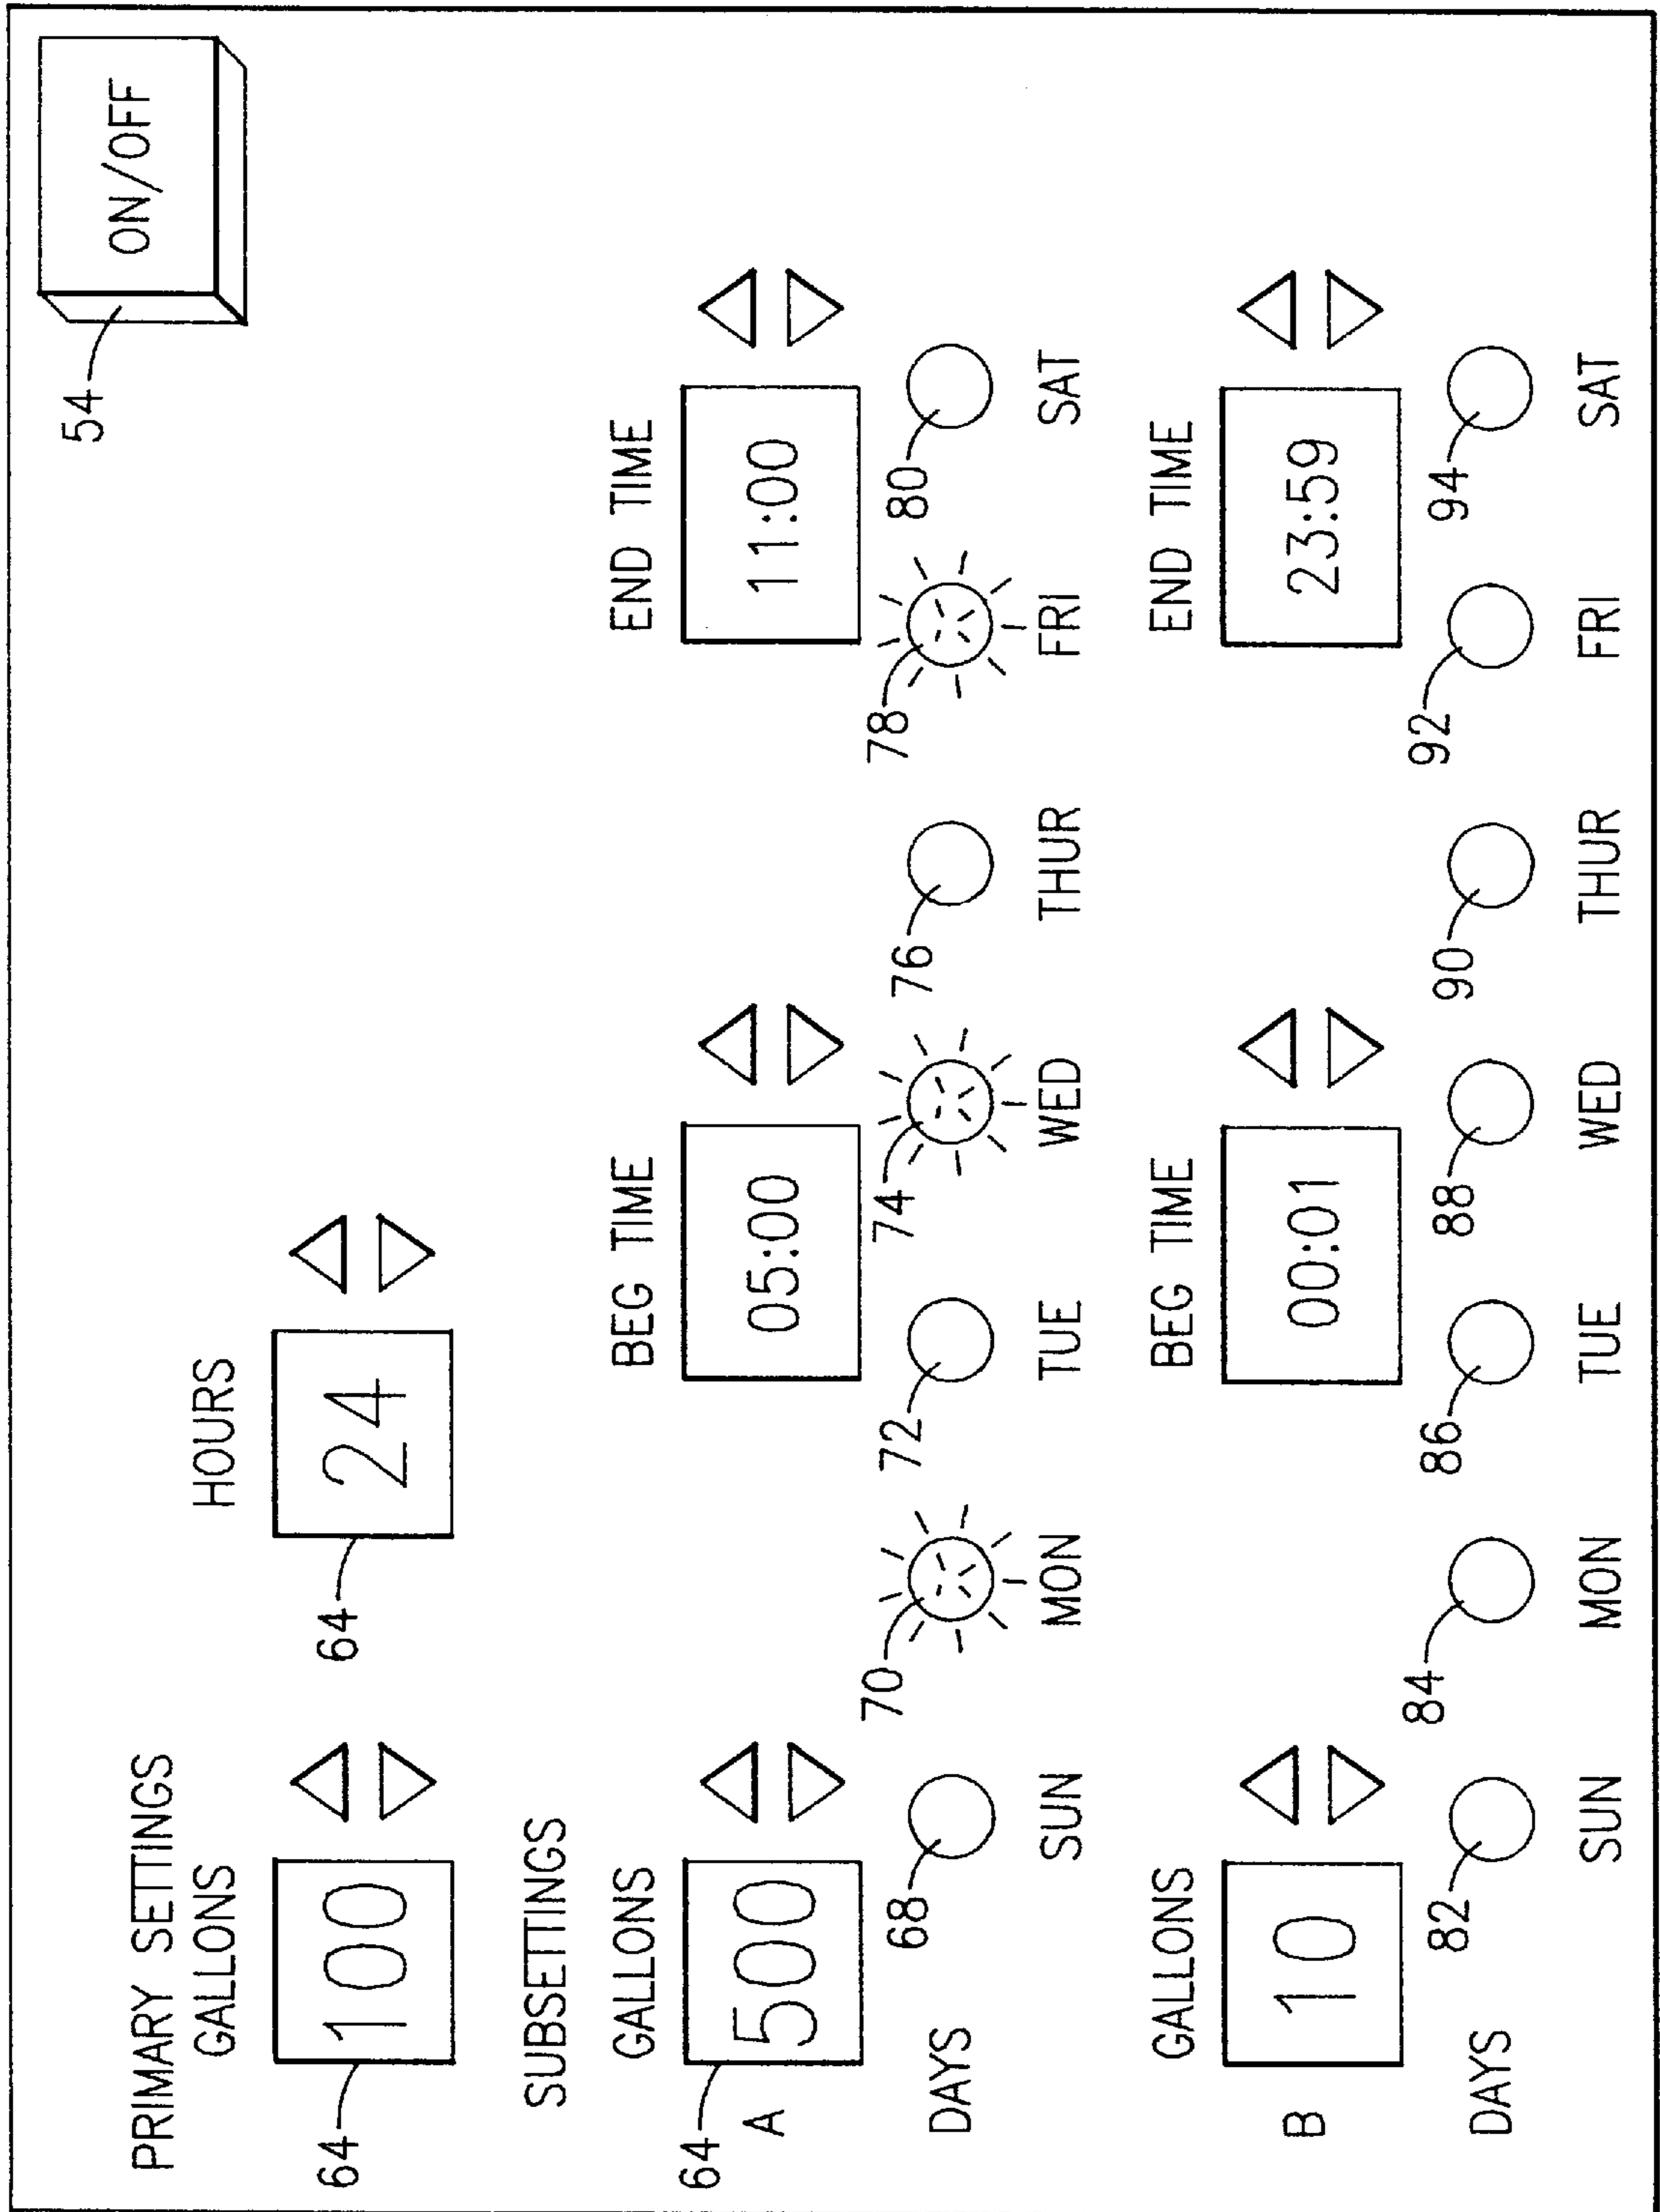 54
ON/OFF
PRIMARY SETTINGS
GALLONS
HOURS
64
100
64
24
SUBSETTINGS
GALLONS
BEG TIME
END TIME
64
A
500
05:00
11:00
DAYS
68
70
72
74
76
78
80
SUN
MON
TUE
WED
THUR
FRI
SAT
GALLONS
BEG TIME
END TIME
B
10
00:01
23:59
DAYS
82
84
86
88
90
92
94
SUN
MON
TUE
WED
THUR
FRI
SAT